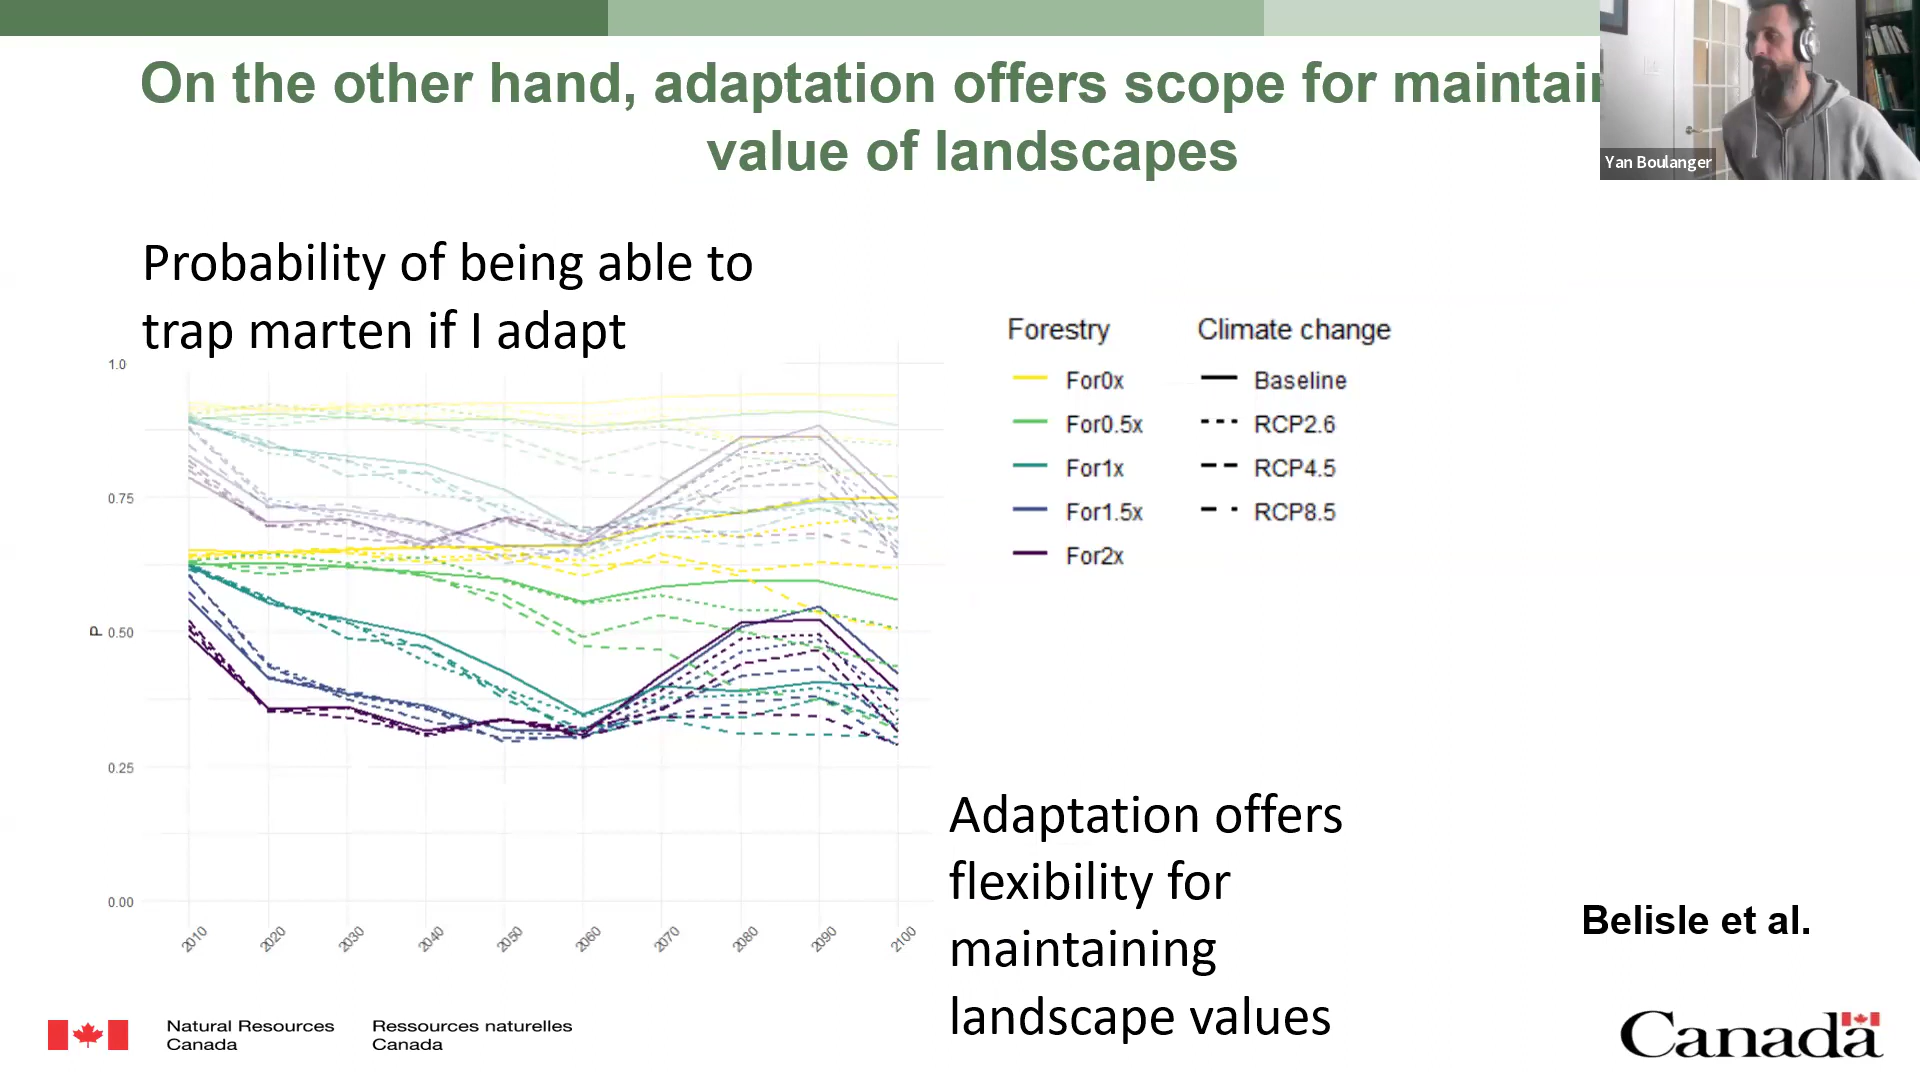 On the other hand, adaptation offers scope for maintai
value of landscapes
Yan Boulanger
Probability of being able to
trap marten if I adapt
Forestry
Climate change
For0x
Baseline
For0.5x
RCP2.6
For1x
RCP4.5
For1.5x
RCP8.5
For2x
1.0
0.75
P
0.50
0.25
0.00
2010
2020
2030
2040
2050
2060
2070
2080
2090
2100
Adaptation offers
flexibility for
maintaining
landscape values
Belisle et al.
Natural Resources
Canada
Ressources naturelles
Canada
Canada